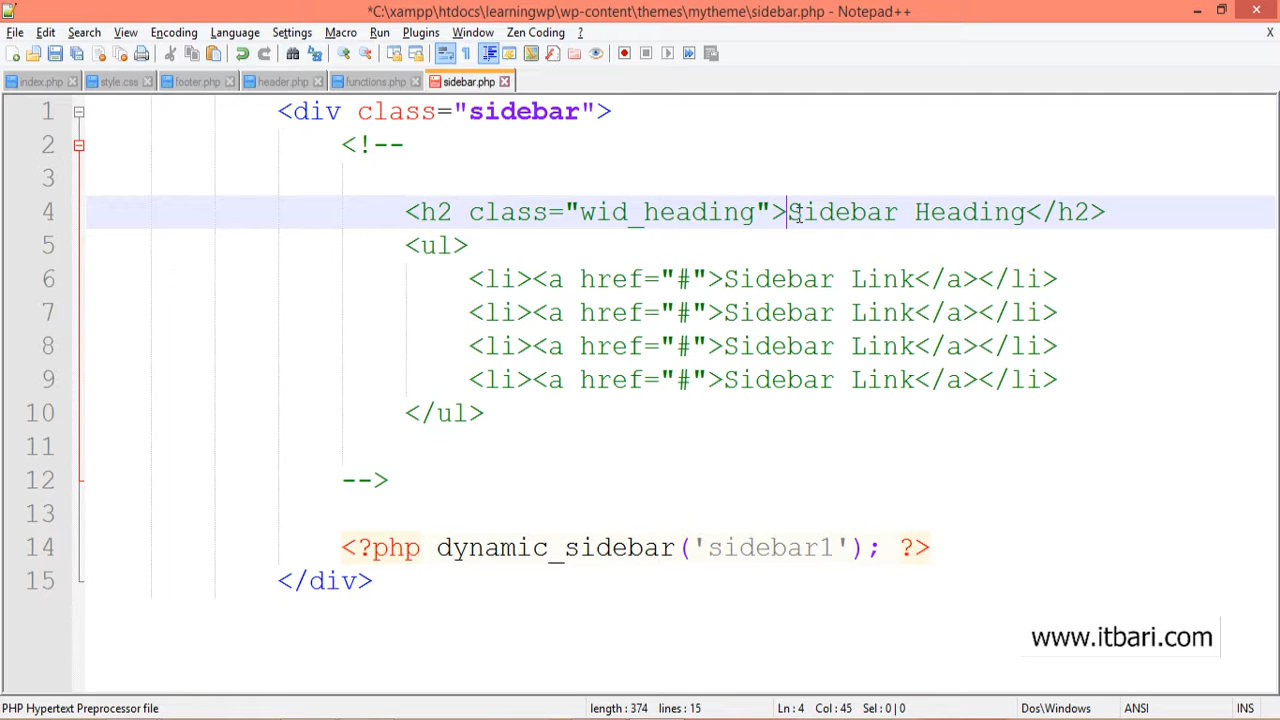 *C:\xampp\htdocs\learningwp\wp-content\themes\mytheme\sidebar.php - Notepad++
File Edit Search View Encoding Language Settings Macro Run Plugins Window Zen Coding ? X
index.php style.css footer.php header.php functions.php sidebar.php
1 <div class="sidebar">
2 <!--
3
4 <h2 class="wid_heading">Sidebar Heading</h2>
5 <ul>
6 <li><a href="#">Sidebar Link</a></li>
7 <li><a href="#">Sidebar Link</a></li>
8 <li><a href="#">Sidebar Link</a></li>
9 <li><a href="#">Sidebar Link</a></li>
10 </ul>
11
12 -->
13
14 <?php dynamic_sidebar('sidebar1'); ?>
15 </div>
www.itbari.com
PHP Hypertext Preprocessor file length : 374 lines : 15 Ln : 4 Col : 45 Sel : 0 | 0 Dos\Windows ANSI INS